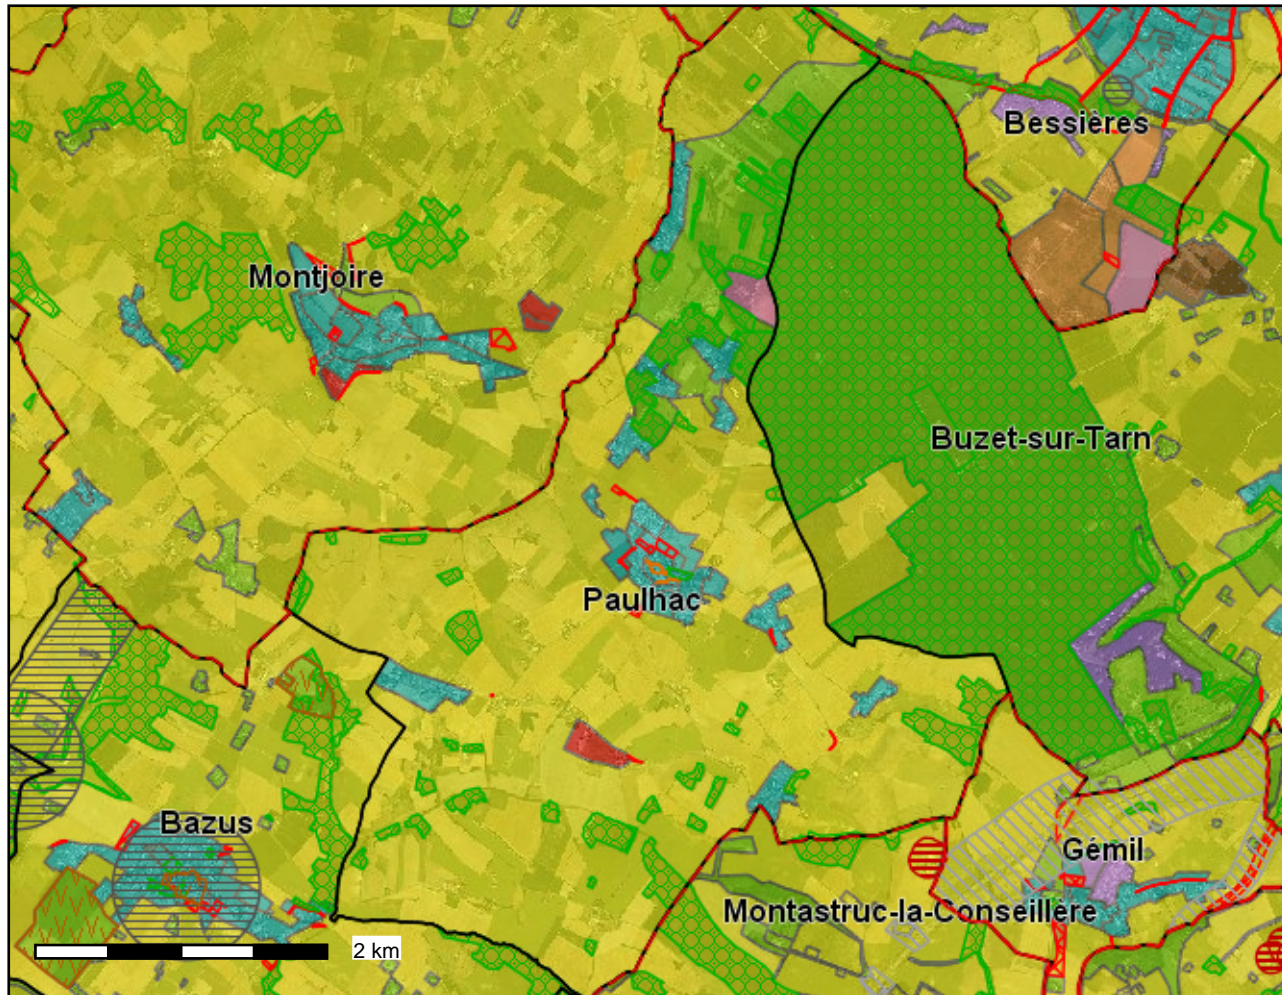 Bessières
Montjoire
Buzet-sur-Tarn
Paulhac
Bazus
Gémil
Montastruc-la-Conseillère
2 km